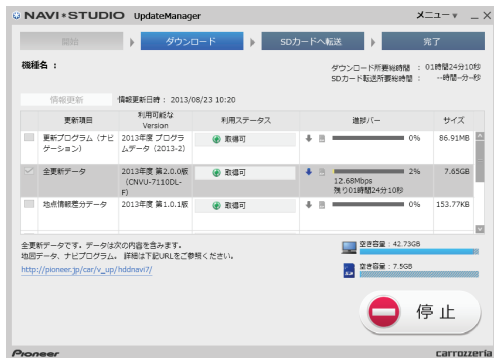 NAVI*STUDIO UpdateManager
メニュー
開始
ダウンロード
SDカードへ転送
完了
機種名：
ダウンロード所要総時間 ： 01時間24分10秒
SDカード転送所要総時間 ： --時間--分--秒
情報更新
情報更新日時： 2013/08/23 10:20
更新項目 利用可能な Version 利用ステータス 進捗バー サイズ
更新プログラム（ナビゲーション） 2013年度 プログラムデータ（2013-2） 取得可 0% 86.91MB
全更新データ 2013年度 第2.0.0版（CNVU-7110DL-F） 取得可 2% 7.65GB
12.68Mbps
残り01時間24分10秒
地点情報差分データ 2013年度 第1.0.1版 取得可 0% 153.77KB
全更新データです。データは次の内容を含みます。
地図データ、ナビプログラム。 詳細は下記URLをご参照ください。
http://pioneer.jp/car/v_up/hddnavi7/
空き容量：42.73GB
空き容量：7.5GB
停止
Pioneer
carrozzeria